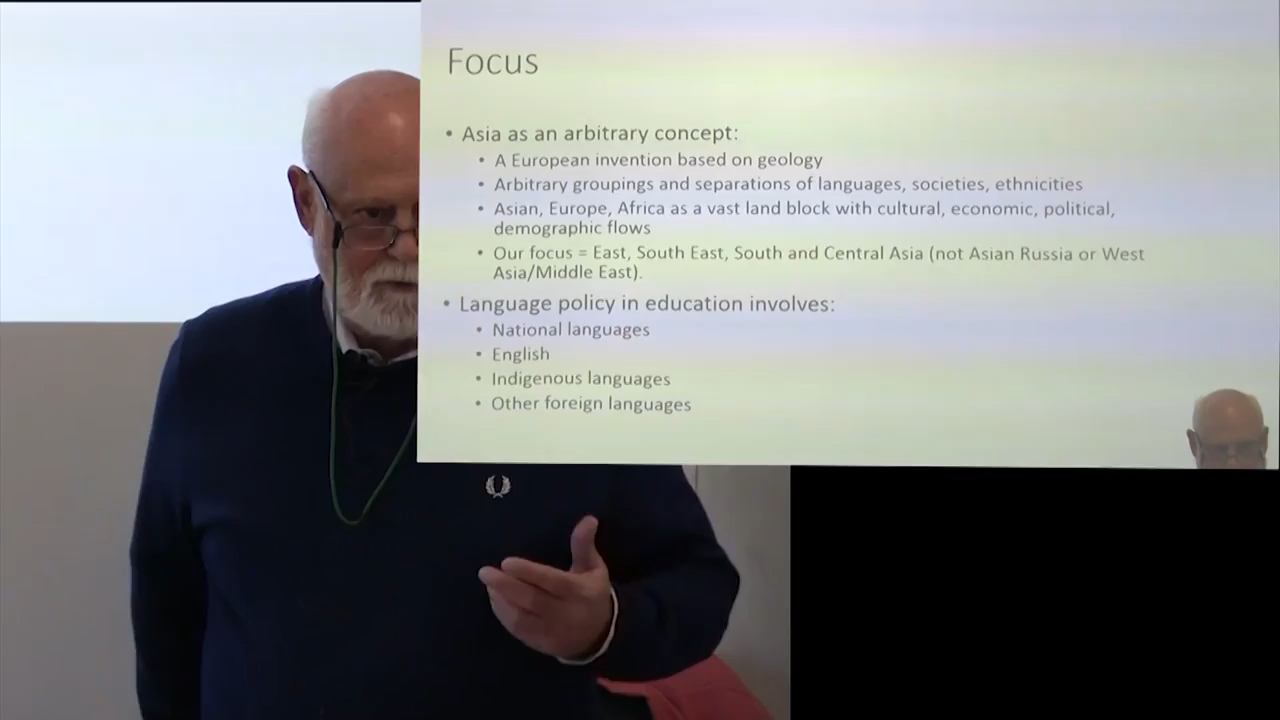 Focus
• Asia as an arbitrary concept:
• A European invention based on geology
• Arbitrary groupings and separations of languages, societies, ethnicities
• Asian, Europe, Africa as a vast land block with cultural, economic, political,
demographic flows
• Our focus = East, South East, South and Central Asia (not Asian Russia or West
Asia/Middle East).
• Language policy in education involves:
• National languages
• English
• Indigenous languages
• Other foreign languages